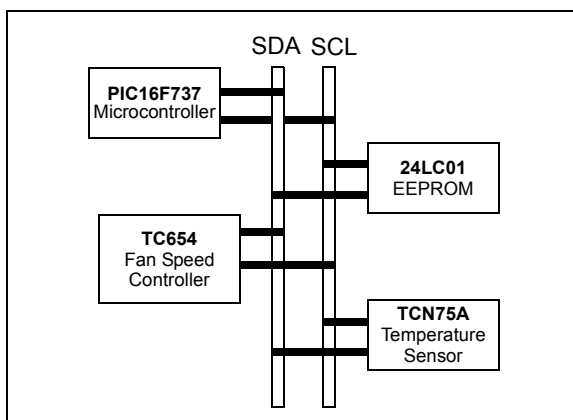 SDA SCL
PIC16F737
Microcontroller
24LC01
EEPROM
TC654
Fan Speed
Controller
TCN75A
Temperature
Sensor